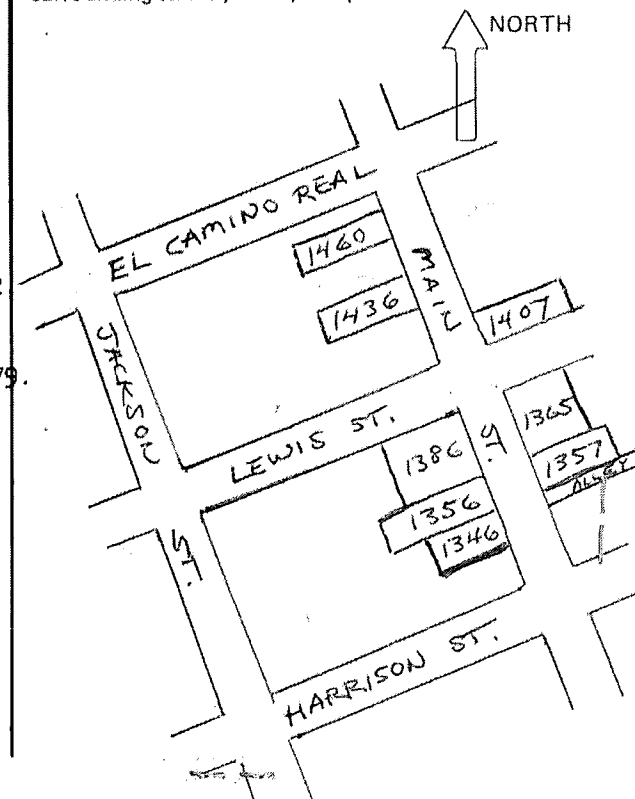 NORTH
EL CAMINO REAL
1460
MAIN
1436
1407
JACKSON
79.
LEWIS ST.
ST.
1365
1386
1357
ALLEY
1356
1346
ST.
HARRISON ST.